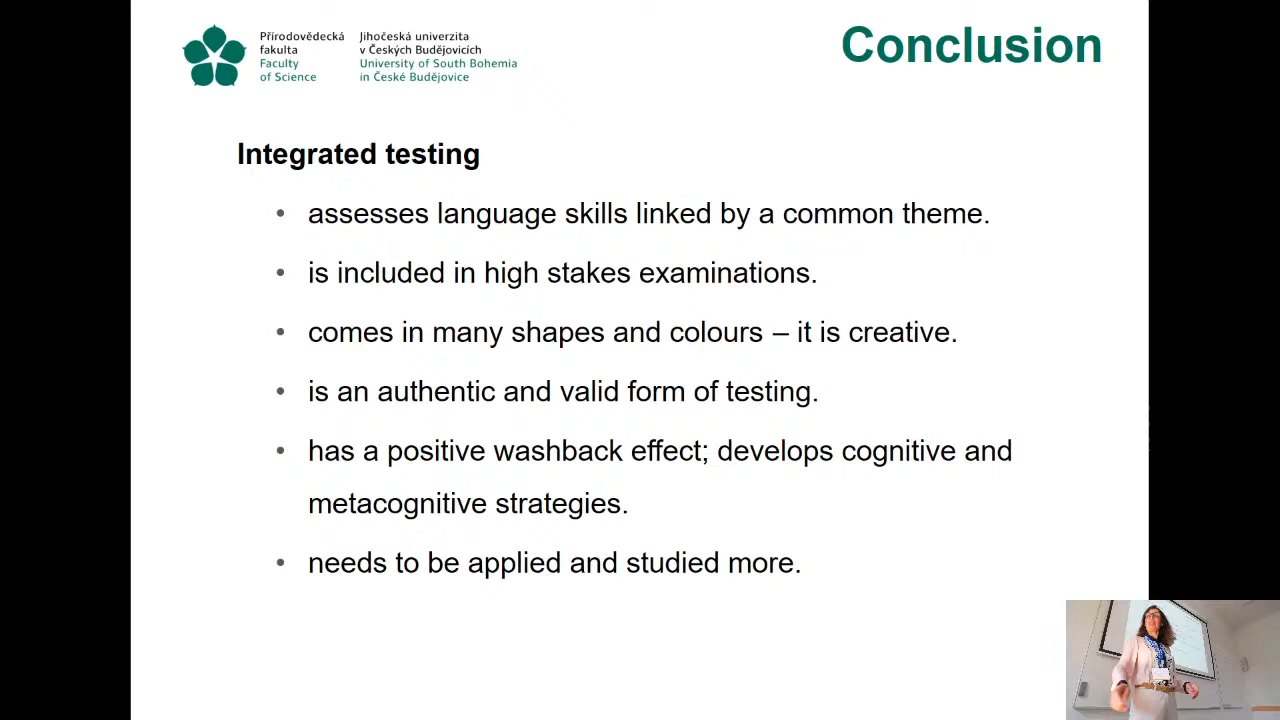 Přírodovědecká
fakulta
Faculty
of Science
Jihočeská univerzita
v Českých Budějovicích
University of South Bohemia
in České Budějovice
Conclusion
Integrated testing
• assesses language skills linked by a common theme.
• is included in high stakes examinations.
• comes in many shapes and colours – it is creative.
• is an authentic and valid form of testing.
• has a positive washback effect; develops cognitive and
metacognitive strategies.
• needs to be applied and studied more.